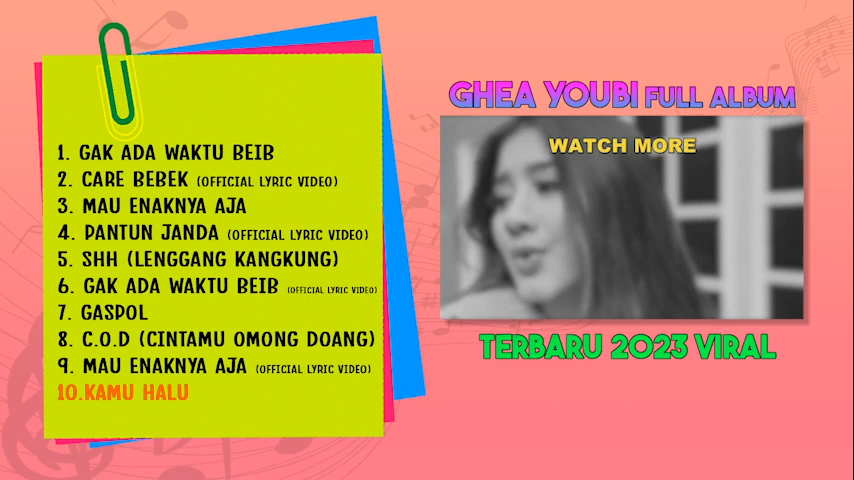 1. GAK ADA WAKTU BEIB
2. CARE BEBEK (OFFICIAL LYRIC VIDEO)
3. MAU ENAKNYA AJA
4. PANTUN JANDA (OFFICIAL LYRIC VIDEO)
5. SHH (LENGGANG KANGKUNG)
6. GAK ADA WAKTU BEIB (OFFICIAL LYRIC VIDEO)
7. GASPOL
8. C.O.D (CINTAMU OMONG DOANG)
9. MAU ENAKNYA AJA (OFFICIAL LYRIC VIDEO)
10.KAMU HALU
GHEA YOUBI FULL ALBUM
WATCH MORE
TERBARU 2023 VIRAL